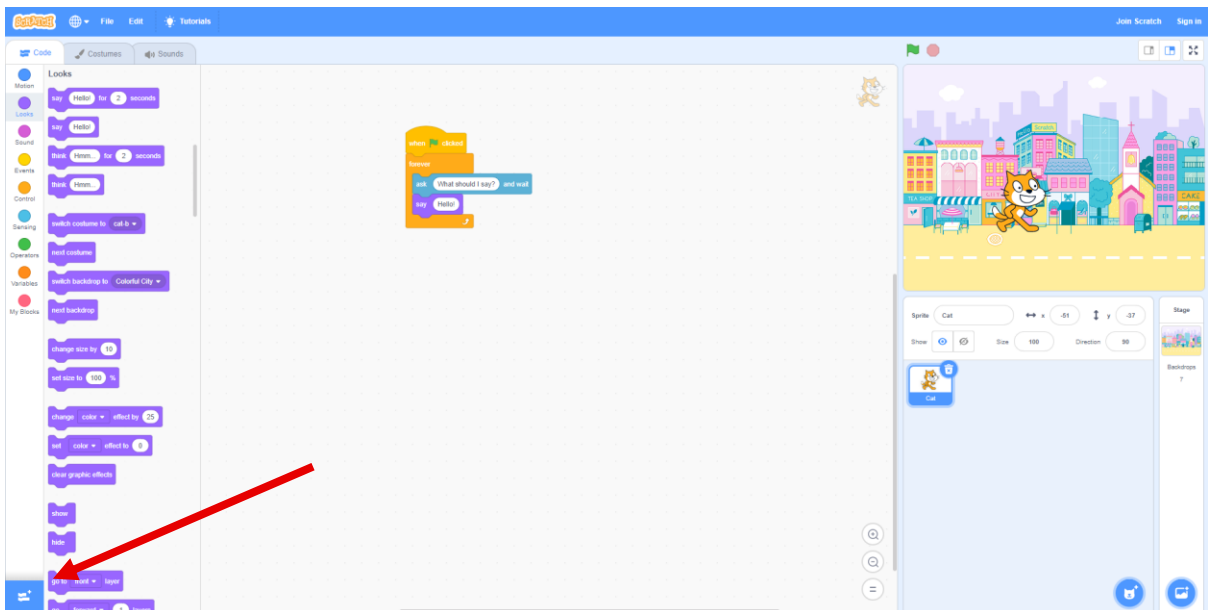 SCRATCH File Edit Tutorials Join Scratch Sign in
Code Costumes Sounds
Motion
Looks
Sound
Events
Control
Sensing
Operators
Variables
My Blocks
Looks
say Hello! for 2 seconds
say Hello!
think Hmm... for 2 seconds
think Hmm...
switch costume to cat-b
next costume
switch backdrop to Colorful City
next backdrop
change size by 10
set size to 100 %
change color effect by 25
set color effect to 0
clear graphic effects
show
hide
go to front layer
go forward 1 layers
when clicked
forever
ask What should I say? and wait
say Hello!
Scratch
TEA SHOP
CAKE
Sprite Cat x -51 y -37
Show Size 100 Direction 90
Cat
Stage
Backdrops
7